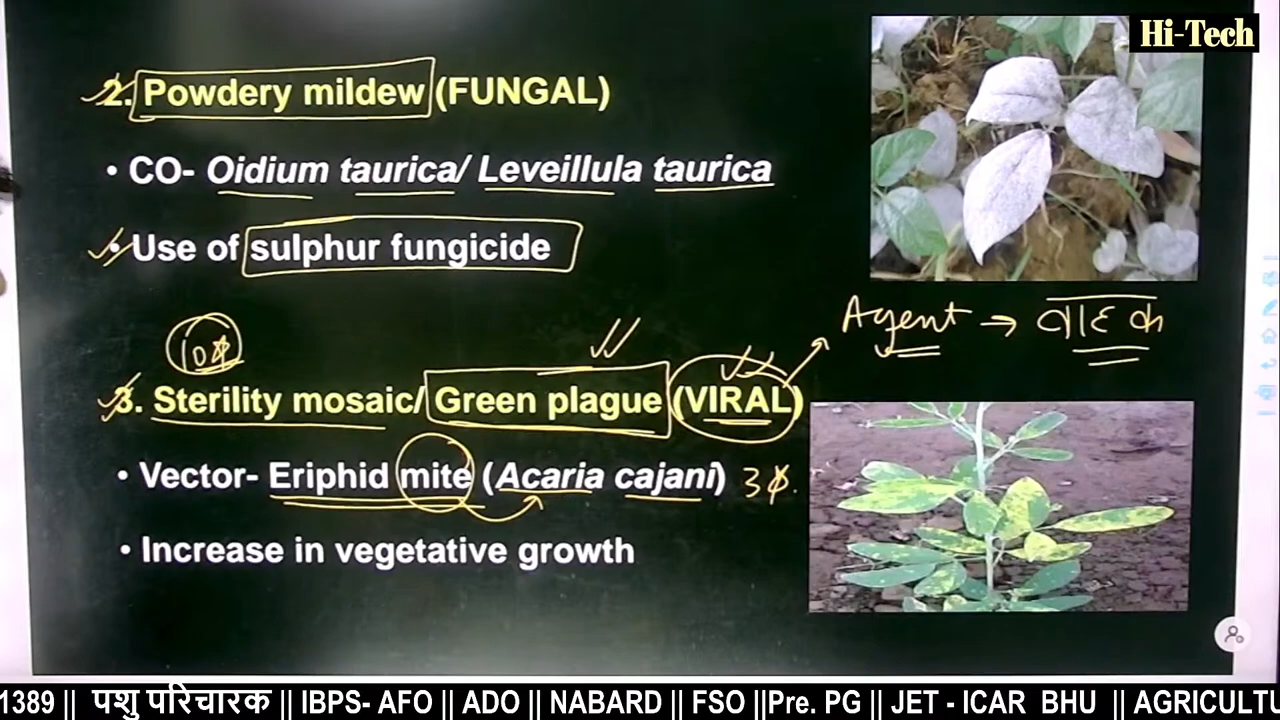 Hi-Tech
2. Powdery mildew (FUNGAL)
• CO- Oidium taurica/ Leveillula taurica
• Use of sulphur fungicide
Agent → वाहक
3. Sterility mosaic/ Green plague (VIRAL)
• Vector- Eriphid mite (Acaria cajani)
• Increase in vegetative growth
1389 || पशु परिचारक || IBPS- AFO || ADO || NABARD || FSO ||Pre. PG || JET - ICAR BHU || AGRICULTU